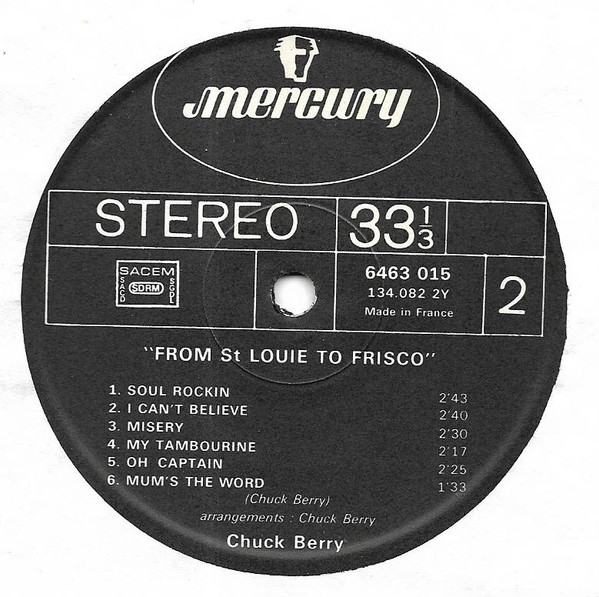 mercury
STEREO 33 1/3
SACEM
SACD SDRM SGDL
6463 015
134.082 2Y
Made in France
2
"FROM St LOUIE TO FRISCO"
1. SOUL ROCKIN 2'43
2. I CAN'T BELIEVE 2'40
3. MISERY 2'30
4. MY TAMBOURINE 2'17
5. OH CAPTAIN 2'25
6. MUM'S THE WORD 1'33
(Chuck Berry)
arrangements : Chuck Berry
Chuck Berry